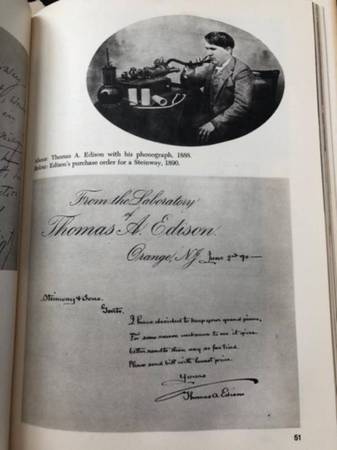 Above: Thomas A. Edison with his phonograph, 1888.
Below: Edison's purchase order for a Steinway, 1890.
From the Laboratory
of
Thomas A. Edison.
Orange, N.J. June 2nd 90
Steinway & Sons.
Gents,
I have decided to keep your grand piano,
For some reason unknown to me it gives
better results than any so far tried
Please send bill with lowest price.
Yours
Thomas A Edison
51